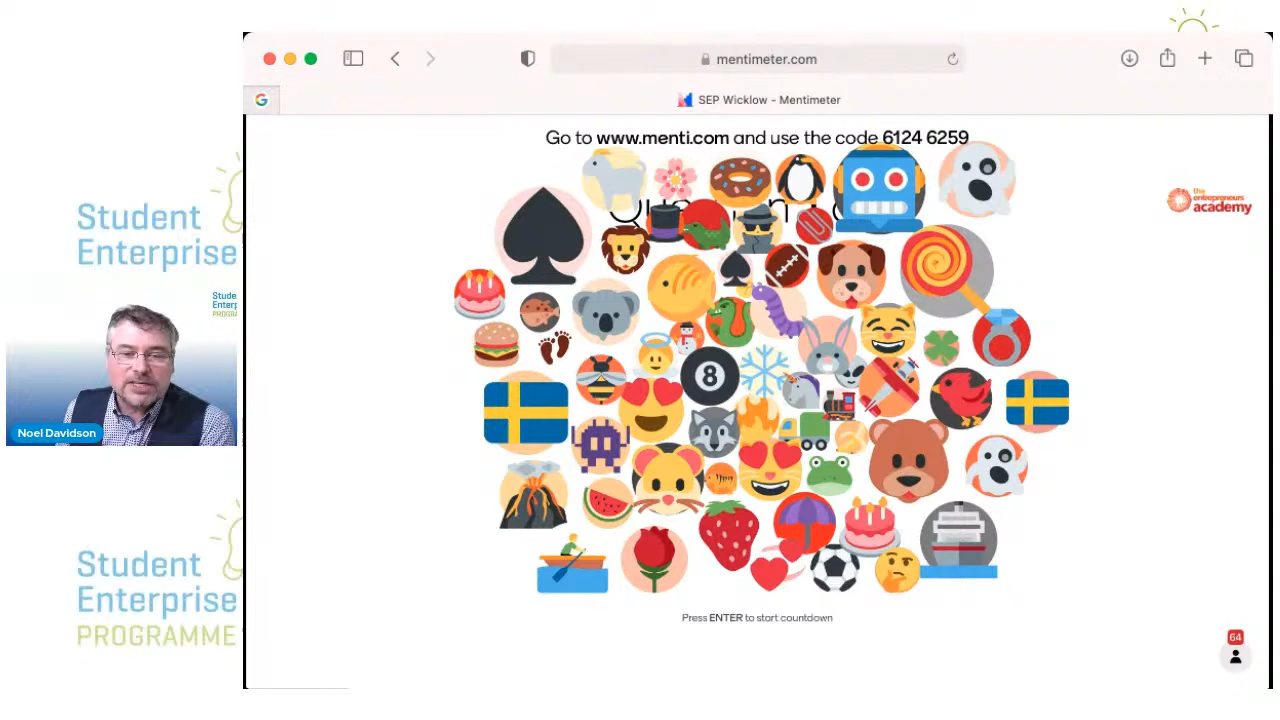 mentimeter.com
SEP Wicklow - Mentimeter
Go to www.menti.com and use the code 6124 6259
the
entrepreneurs
academy
Student
Enterprise
Noel Davidson
8
Student
Enterprise
PROGRAMME
Press ENTER to start countdown
64